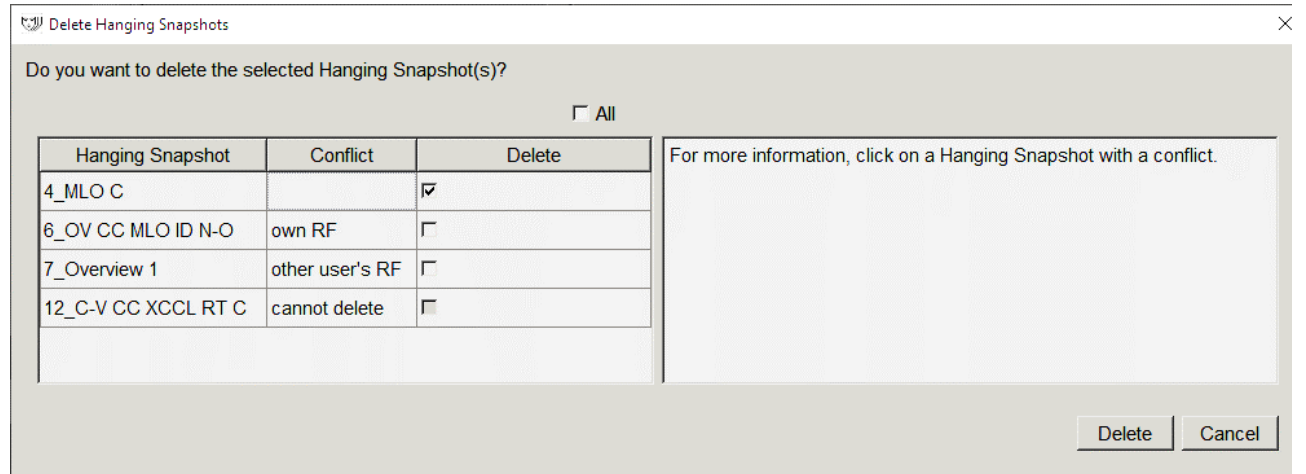 Delete Hanging Snapshots
Do you want to delete the selected Hanging Snapshot(s)?
All
Hanging Snapshot Conflict Delete
4_MLO C
6_OV CC MLO ID N-O own RF
7_Overview 1 other user's RF
12_C-V CC XCCL RT C cannot delete
For more information, click on a Hanging Snapshot with a conflict.
Delete Cancel